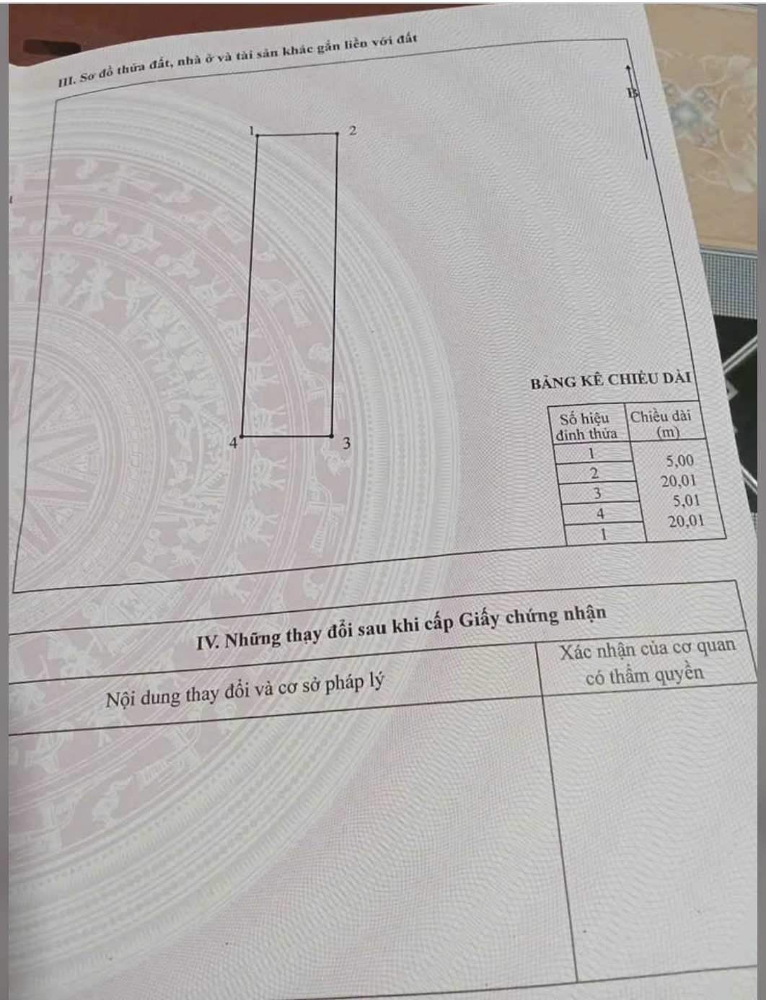 III. Sơ đồ thửa đất, nhà ở và tài sản khác gắn liền với đất
B
1
2
4
3
BẢNG KÊ CHIỀU DÀI
Số hiệu đỉnh thửa
Chiều dài (m)
1
5,00
2
20,01
3
5,01
4
20,01
1
IV. Những thay đổi sau khi cấp Giấy chứng nhận
Nội dung thay đổi và cơ sở pháp lý
Xác nhận của cơ quan
có thẩm quyền